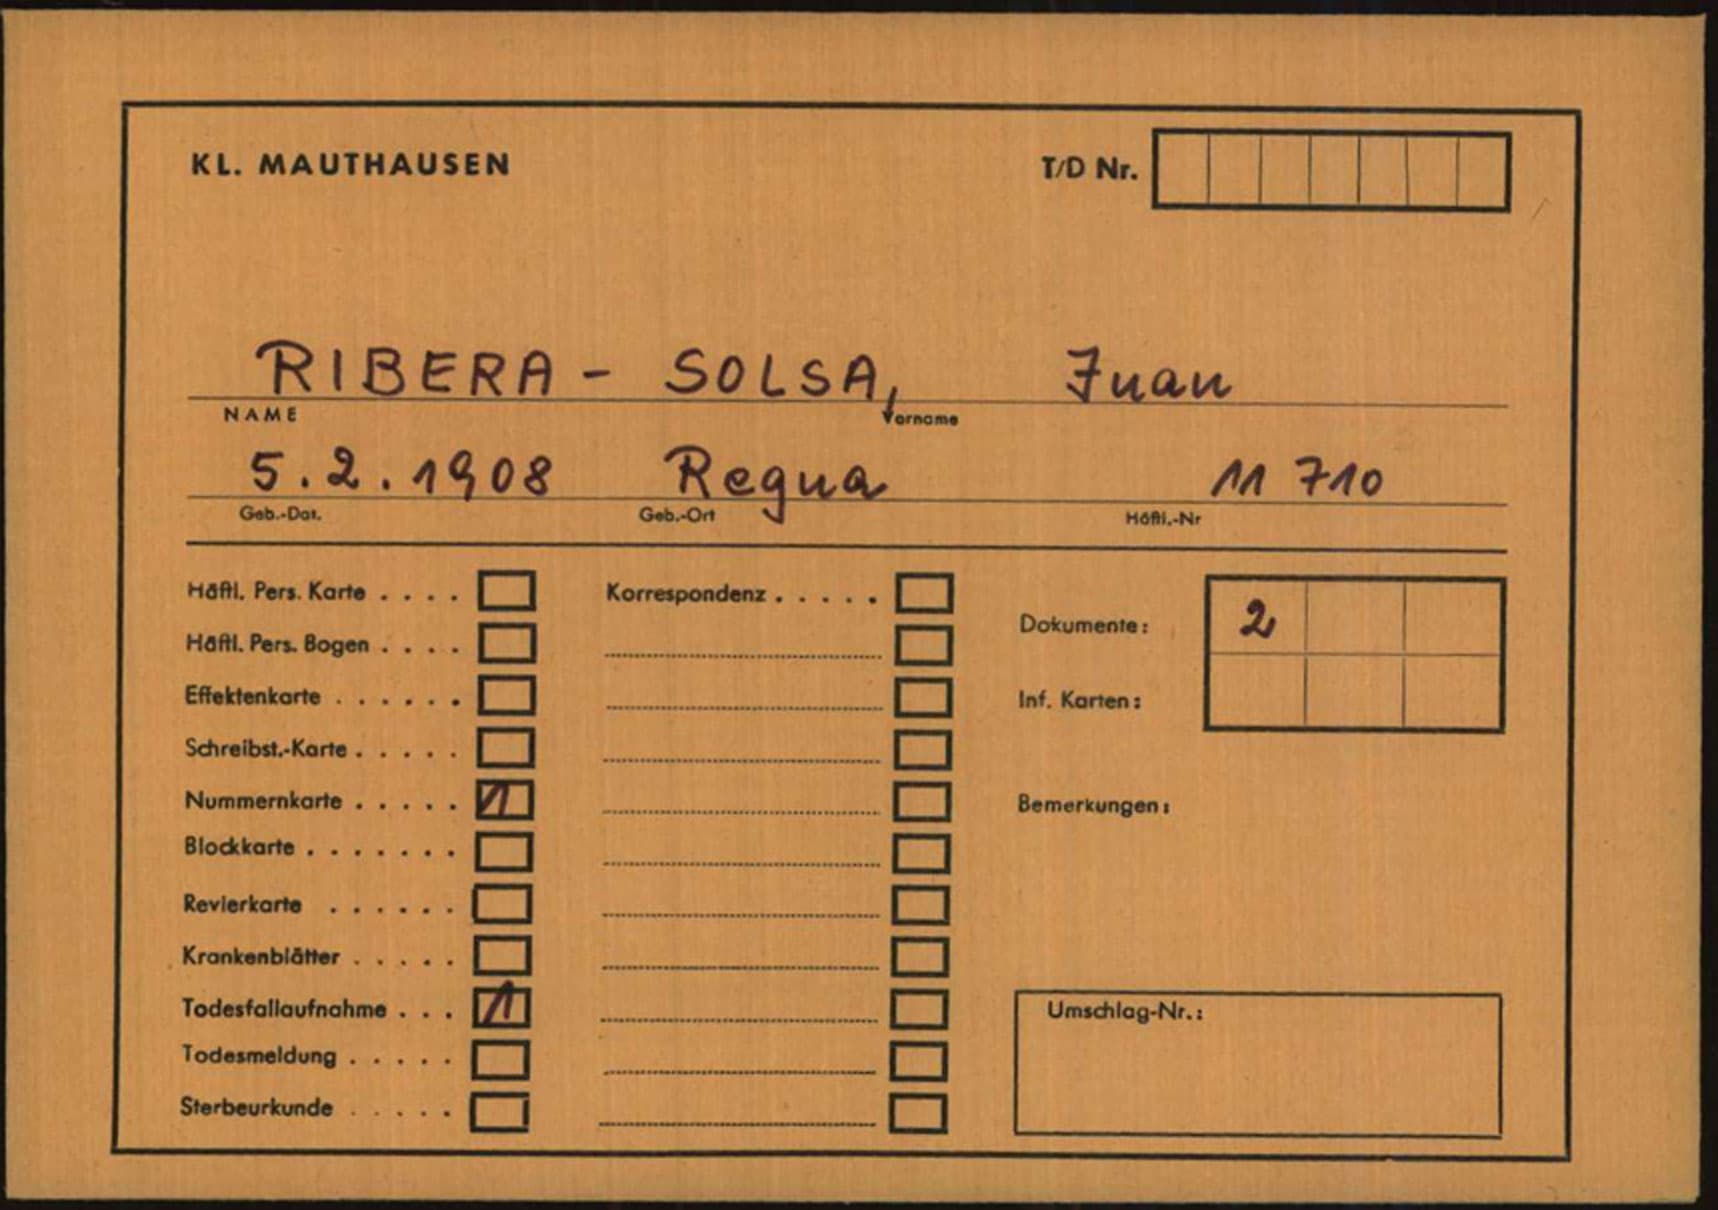 KL. MAUTHAUSEN T/D Nr.
RIBERA - SOLSA, Juan
NAME Vorname
5.2.1908 Regua 11 710
Geb.-Dat. Geb.-Ort Häftl.-Nr
Häftl. Pers. Karte . . . . Korrespondenz . . . . .
Dokumente: 2
Häftl. Pers. Bogen . . . .
Effektenkarte . . . . . . Inf. Karten:
Schreibst.-Karte . . . . .
Nummernkarte . . . . . 1 Bemerkungen:
Blockkarte . . . . . . .
Revierkarte . . . . . .
Krankenblätter . . . . .
Todesfallaufnahme . . . 1 Umschlag-Nr.:
Todesmeldung . . . . .
Sterbeurkunde . . . . .